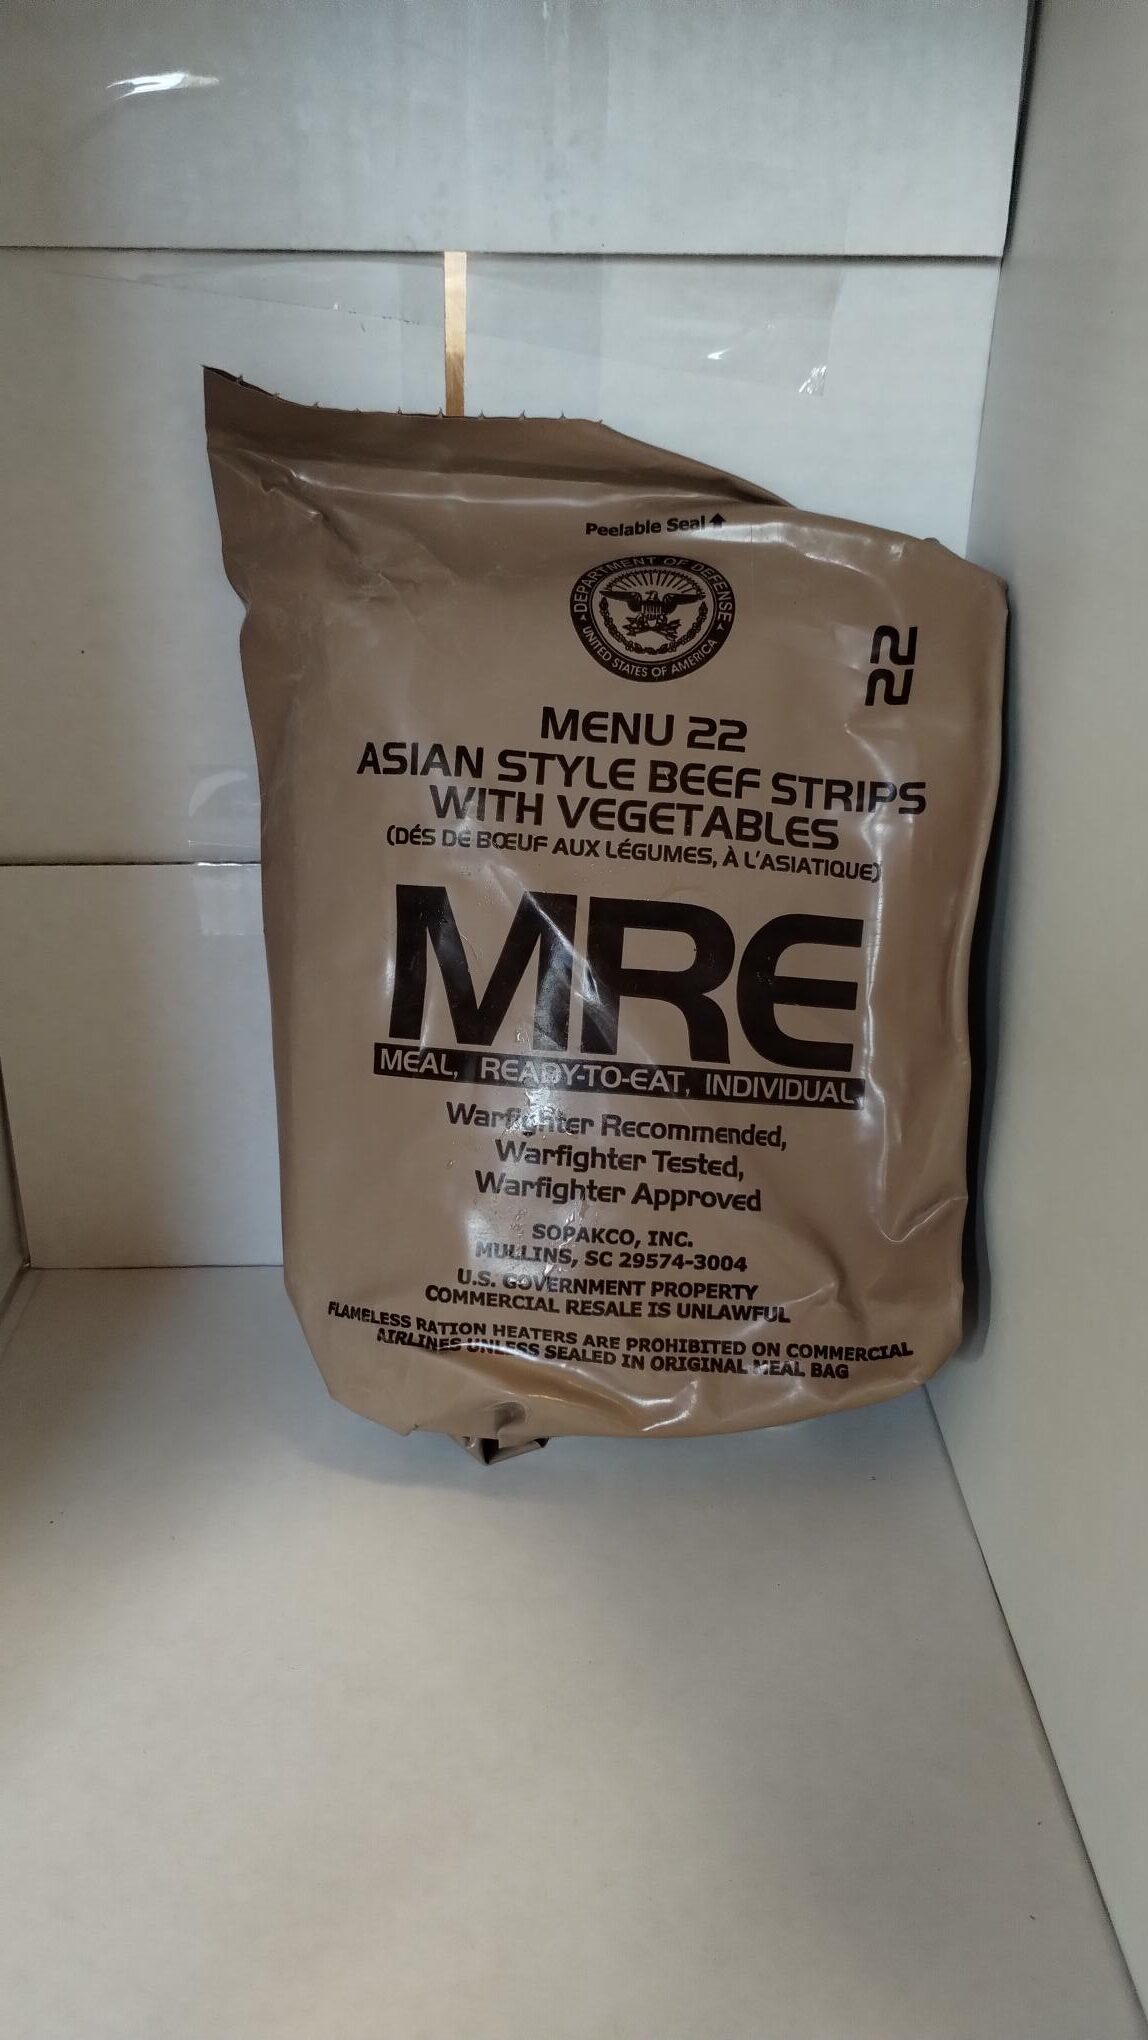 Peelable Seal ⬆
DEPARTMENT OF DEFENSE
UNITED STATES OF AMERICA
22
MENU 22
ASIAN STYLE BEEF STRIPS
WITH VEGETABLES
(DÉS DE BŒUF AUX LÉGUMES, À L'ASIATIQUE)
MRE
MEAL, READY-TO-EAT, INDIVIDUAL
Warfighter Recommended,
Warfighter Tested,
Warfighter Approved
SOPAKCO, INC.
MULLINS, SC 29574-3004
U.S. GOVERNMENT PROPERTY
COMMERCIAL RESALE IS UNLAWFUL
FLAMELESS RATION HEATERS ARE PROHIBITED ON COMMERCIAL
AIRLINES UNLESS SEALED IN ORIGINAL MEAL BAG